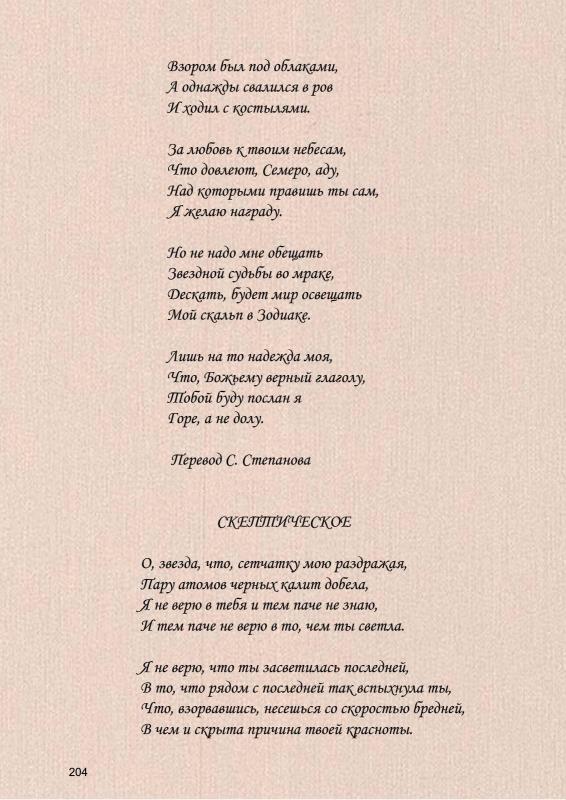 Взором был под облаками,
А однажды свалился в ров
И ходил с костылями.
За любовь к твоим небесам,
Что довлеют, Семеро, аду,
Над которыми правишь ты сам,
Я желаю награду.
Но не надо мне обещать
Звездной судьбы во мраке,
Дескать, будет мир освещать
Мой скальп в Зодиаке.
Лишь на то надежда моя,
Что, Божьему верный глаголу,
Тобой буду послан я
Горе, а не долу.
Перевод С. Степанова
СКЕПТИЧЕСКОЕ
О, звезда, что, сетчатку мою раздражая,
Пару атомов черных калит добела,
Я не верю в тебя и тем паче не знаю,
И тем паче не верю в то, чем ты светла.
Я не верю, что ты засветилась последней,
В то, что рядом с последней так вспыхнула ты,
Что, взорвавшись, несешься со скоростью бредней,
В чем и скрыта причина твоей красноты.
204